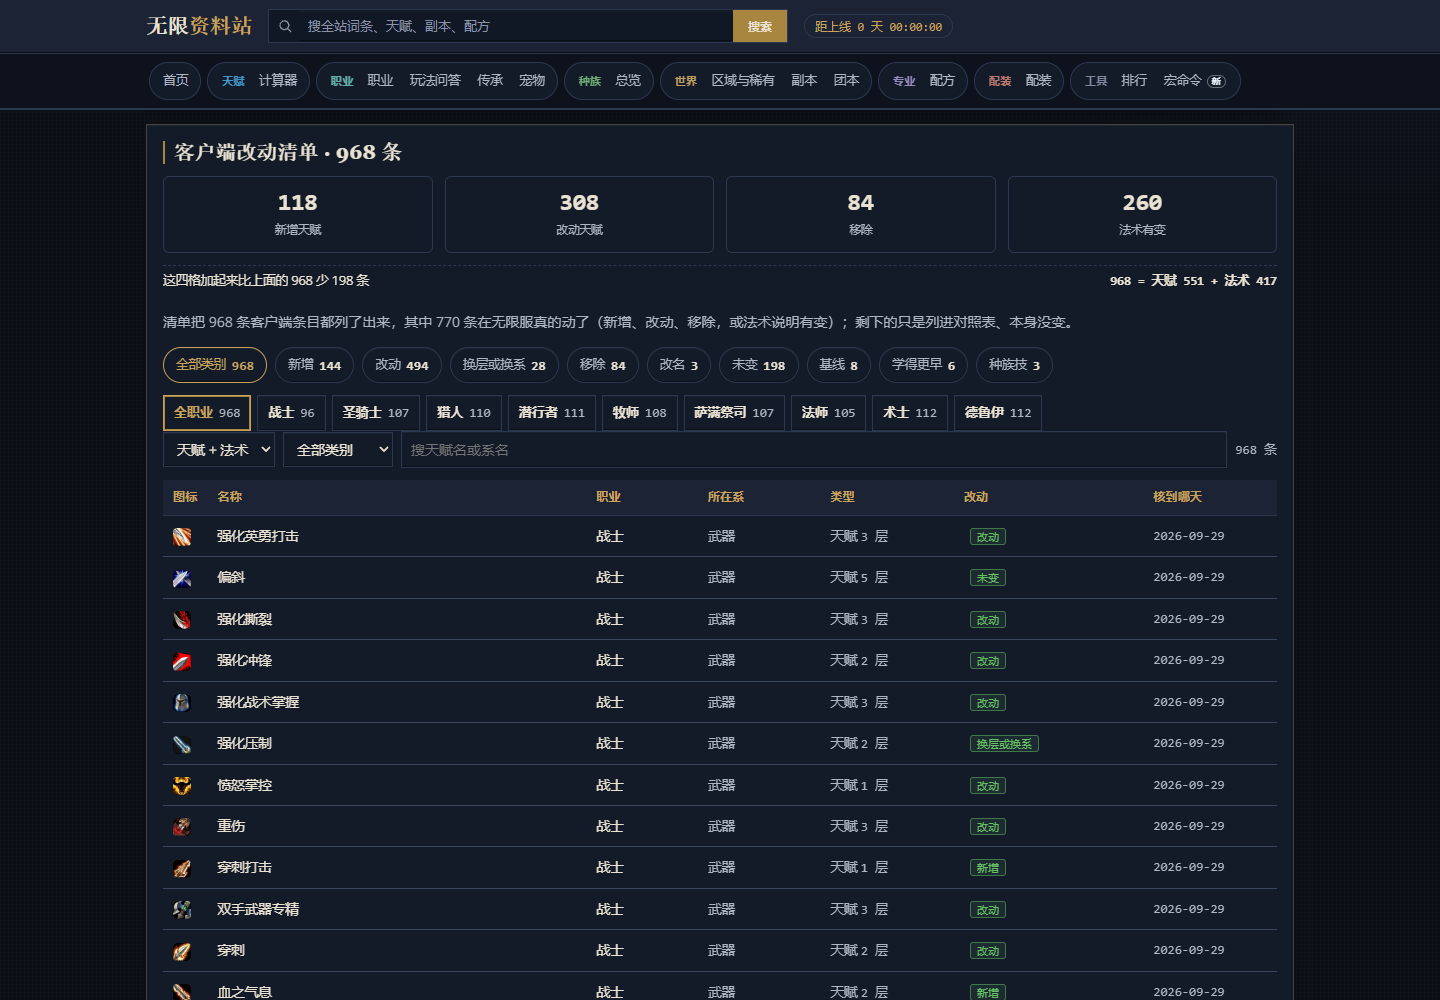 无限资料站
搜全站词条、天赋、副本、配方
搜索
距上线 0 天 00:00:00
首页
天赋 计算器
职业 职业 玩法问答 传承 宠物
种族 总览
世界 区域与稀有 副本 团本
专业 配方
配装 配装
工具 排行 宏命令 新
客户端改动清单 · 968 条
118
新增天赋
308
改动天赋
84
移除
260
法术有变
这四格加起来比上面的 968 少 198 条
968 = 天赋 551 + 法术 417
清单把 968 条客户端条目都列了出来，其中 770 条在无限服真的动了（新增、改动、移除，或法术说明有变）；剩下的只是列进对照表、本身没变。
全部类别 968
新增 144
改动 494
换层或换系 28
移除 84
改名 3
未变 198
基线 8
学得更早 6
种族技 3
全职业 968
战士 96
圣骑士 107
猎人 110
潜行者 111
牧师 108
萨满祭司 107
法师 105
术士 112
德鲁伊 112
天赋 + 法术
全部类别
搜天赋名或系名
968 条
图标 名称 职业 所在系 类型 改动 核到哪天
强化英勇打击 战士 武器 天赋 3 层 改动 2026-09-29
偏斜 战士 武器 天赋 5 层 未变 2026-09-29
强化撕裂 战士 武器 天赋 3 层 改动 2026-09-29
强化冲锋 战士 武器 天赋 2 层 改动 2026-09-29
强化战术掌握 战士 武器 天赋 3 层 改动 2026-09-29
强化压制 战士 武器 天赋 2 层 换层或换系 2026-09-29
愤怒掌控 战士 武器 天赋 1 层 改动 2026-09-29
重伤 战士 武器 天赋 3 层 改动 2026-09-29
穿刺打击 战士 武器 天赋 1 层 新增 2026-09-29
双手武器专精 战士 武器 天赋 3 层 改动 2026-09-29
穿刺 战士 武器 天赋 2 层 改动 2026-09-29
血之气息 战士 武器 天赋 2 层 新增 2026-09-29